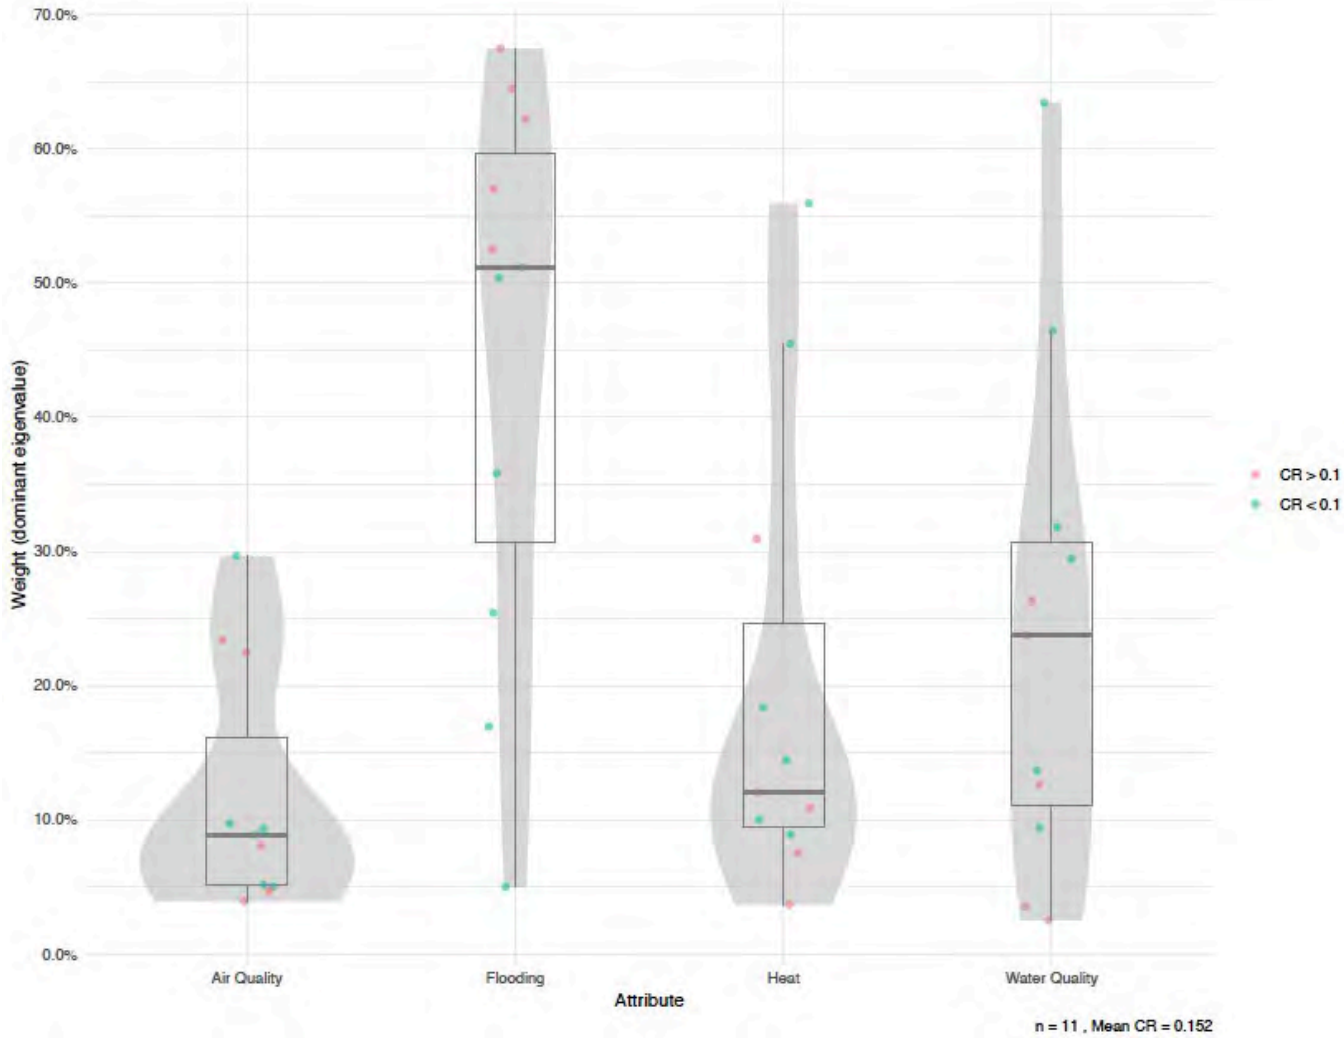 70.0%
60.0%
50.0%
40.0%
30.0%
20.0%
10.0%
0.0%
Weight (dominant eigenvalue)
Air Quality
Flooding
Heat
Water Quality
Attribute
CR > 0.1
CR < 0.1
n = 11 , Mean CR = 0.152